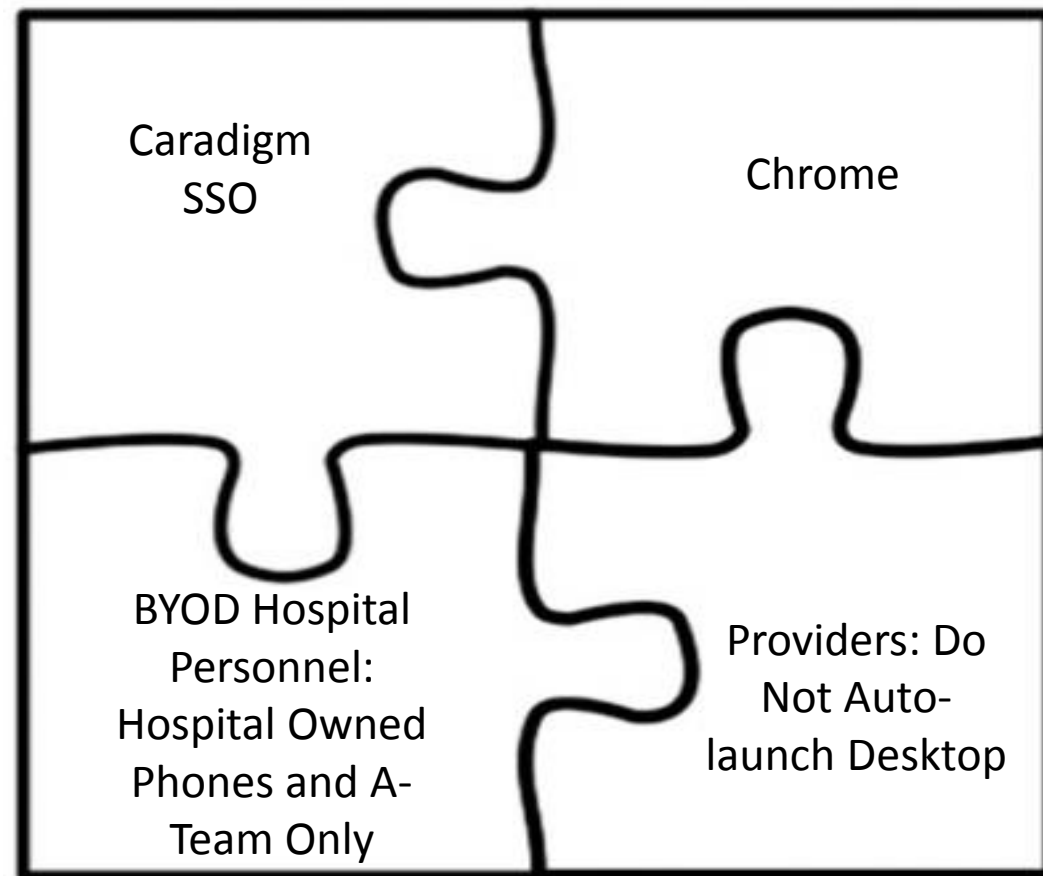 Caradigm
SSO
Chrome
BYOD Hospital
Personnel:
Hospital Owned
Phones and A-
Team Only
Providers: Do
Not Auto-
launch Desktop